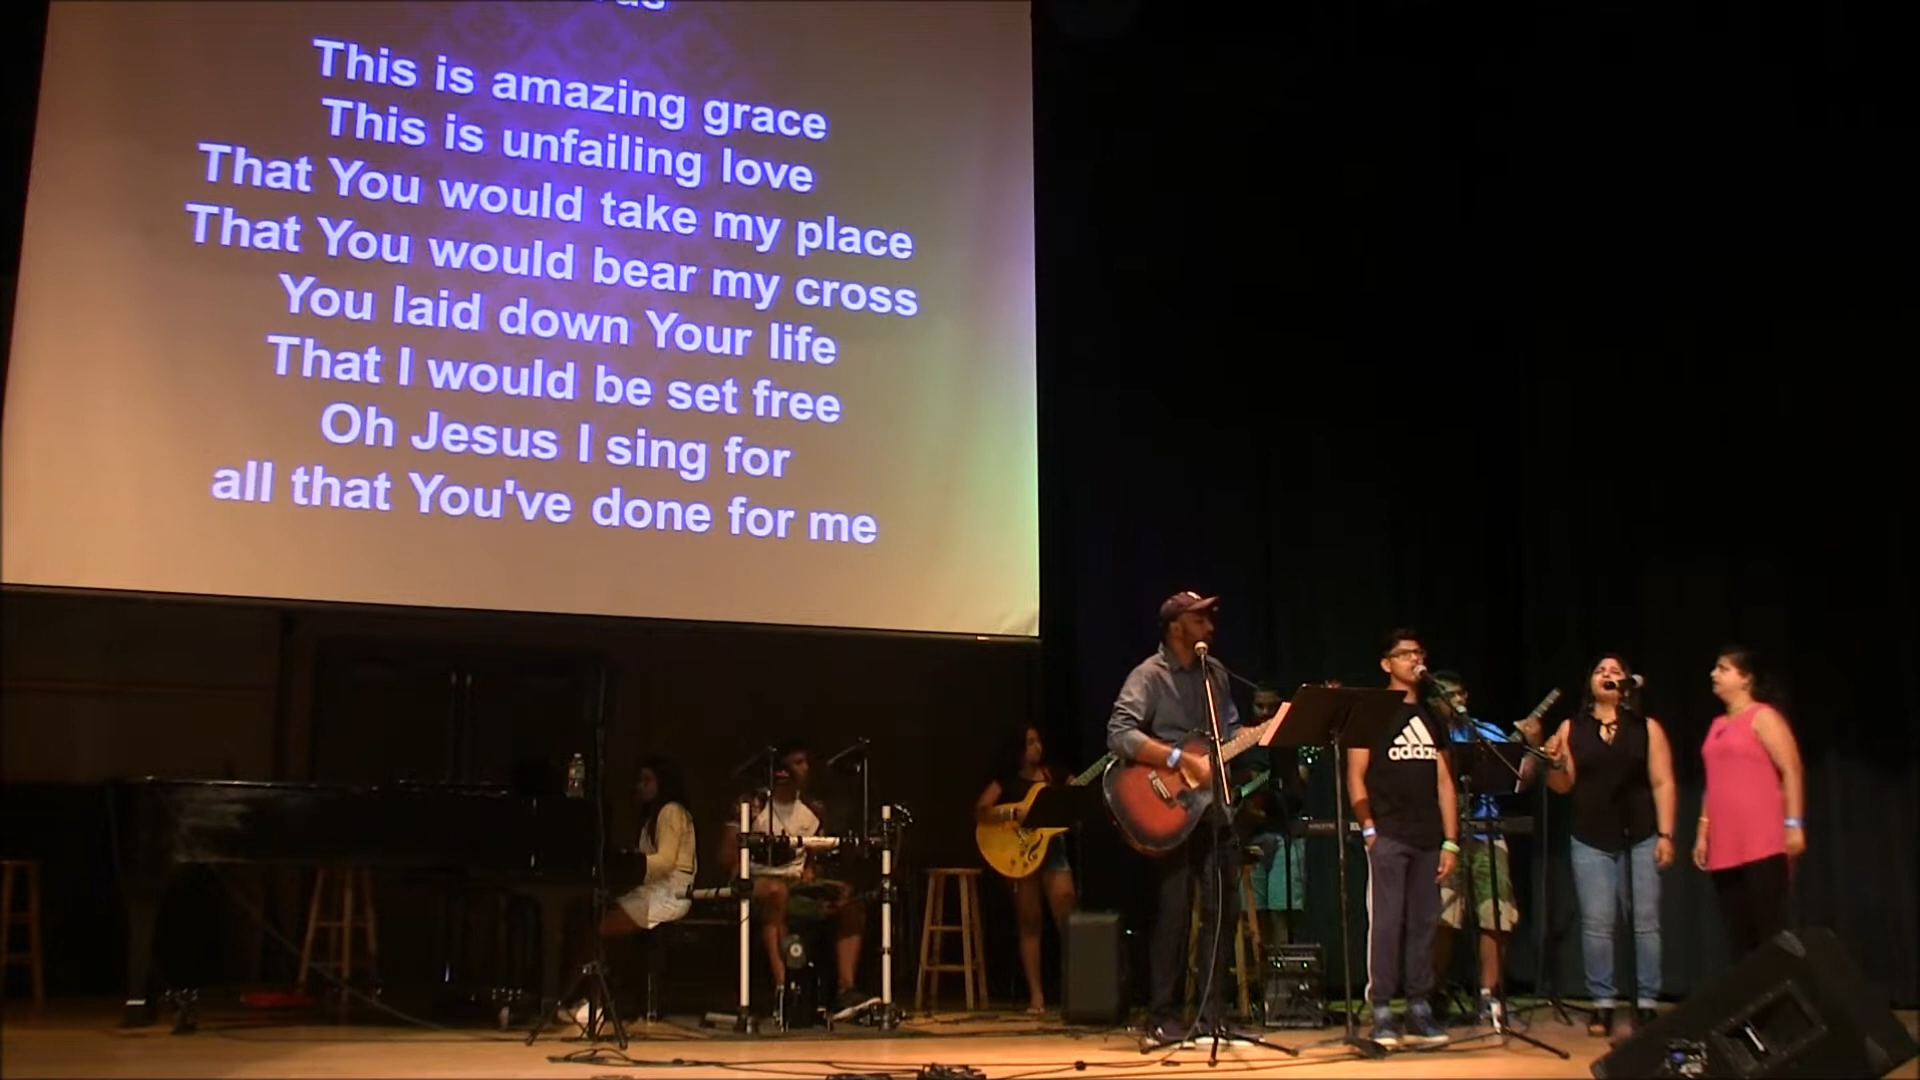 This is amazing grace
This is unfailing love
That You would take my place
That You would bear my cross
You laid down Your life
That I would be set free
Oh Jesus I sing for
all that You've done for me
adidas